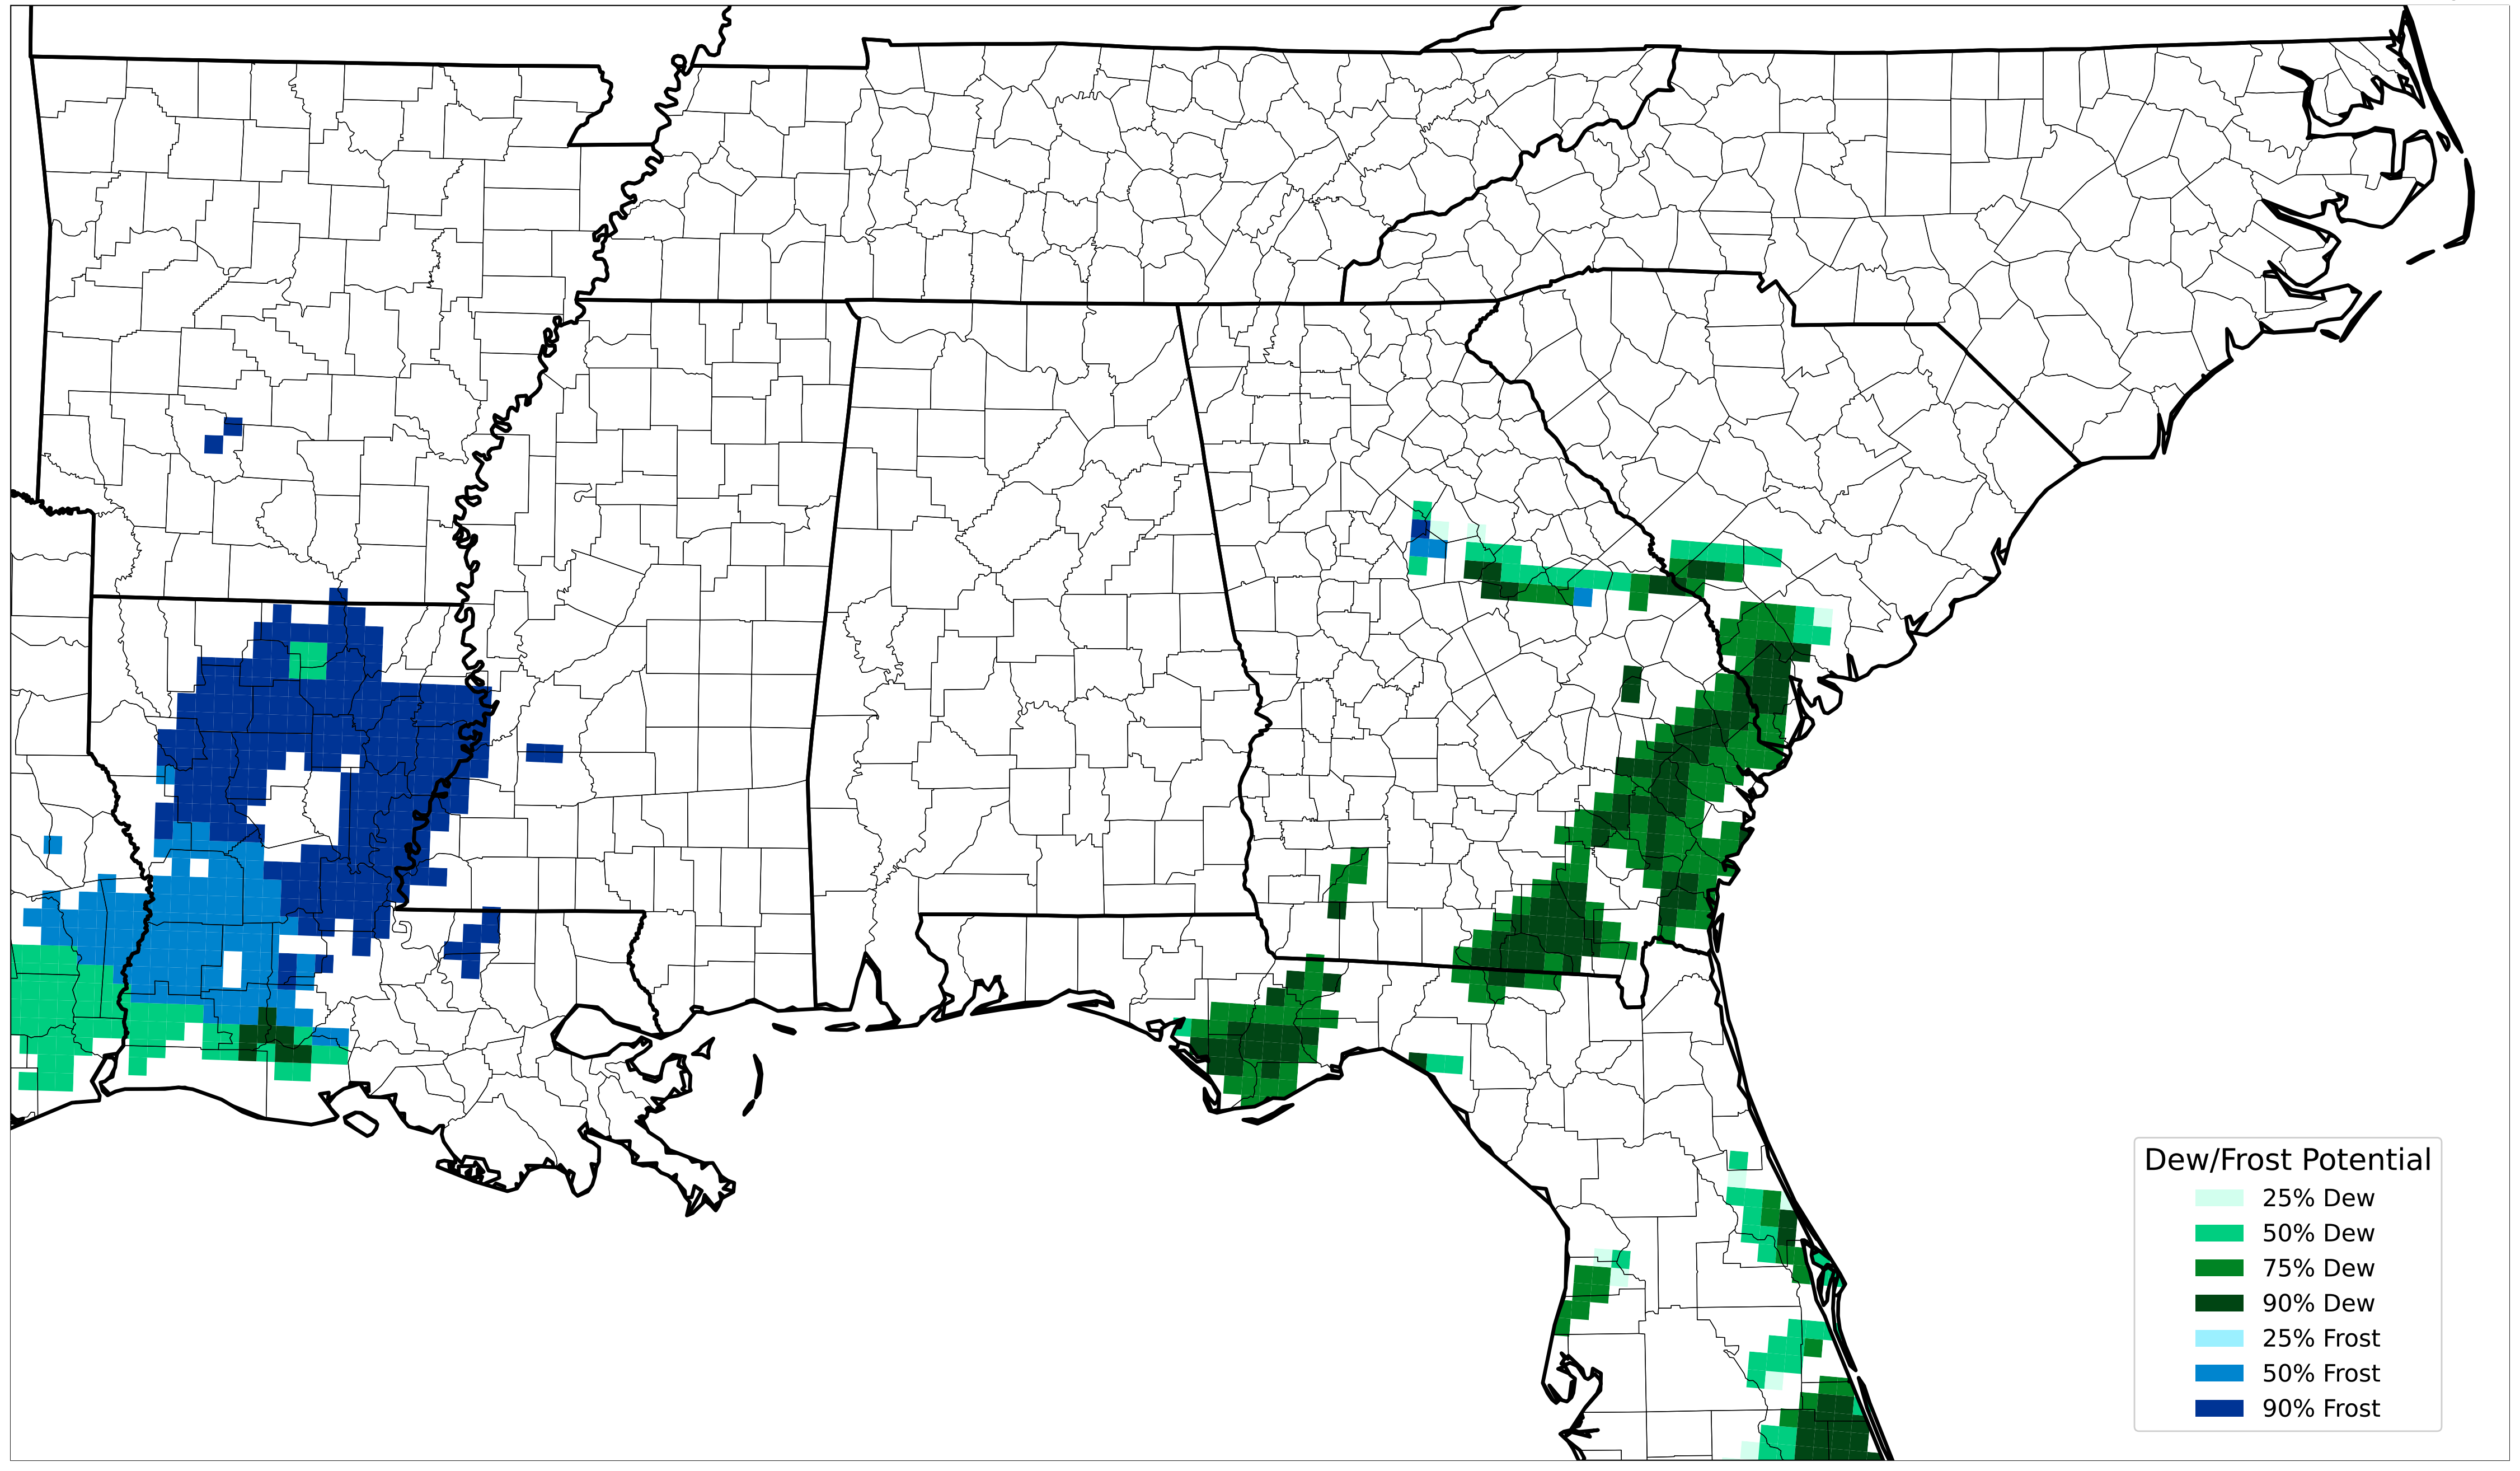 Dew/Frost Potential
25% Dew
50% Dew
75% Dew
90% Dew
25% Frost
50% Frost
90% Frost